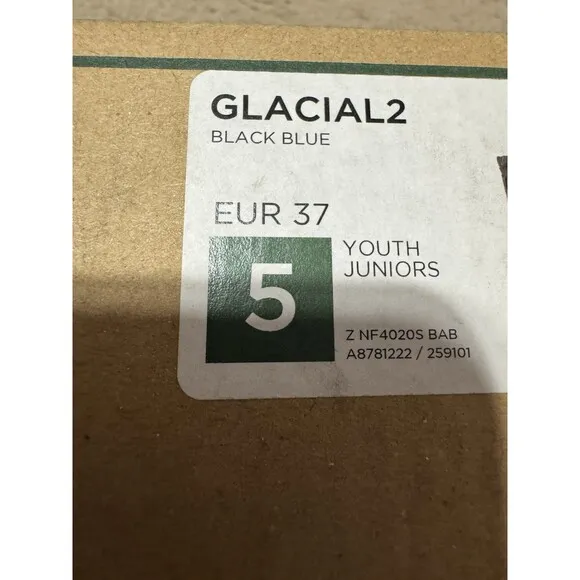 GLACIAL2
BLACK BLUE
EUR 37
5
YOUTH
JUNIORS
Z NF4020S BAB
A8781222 / 259101